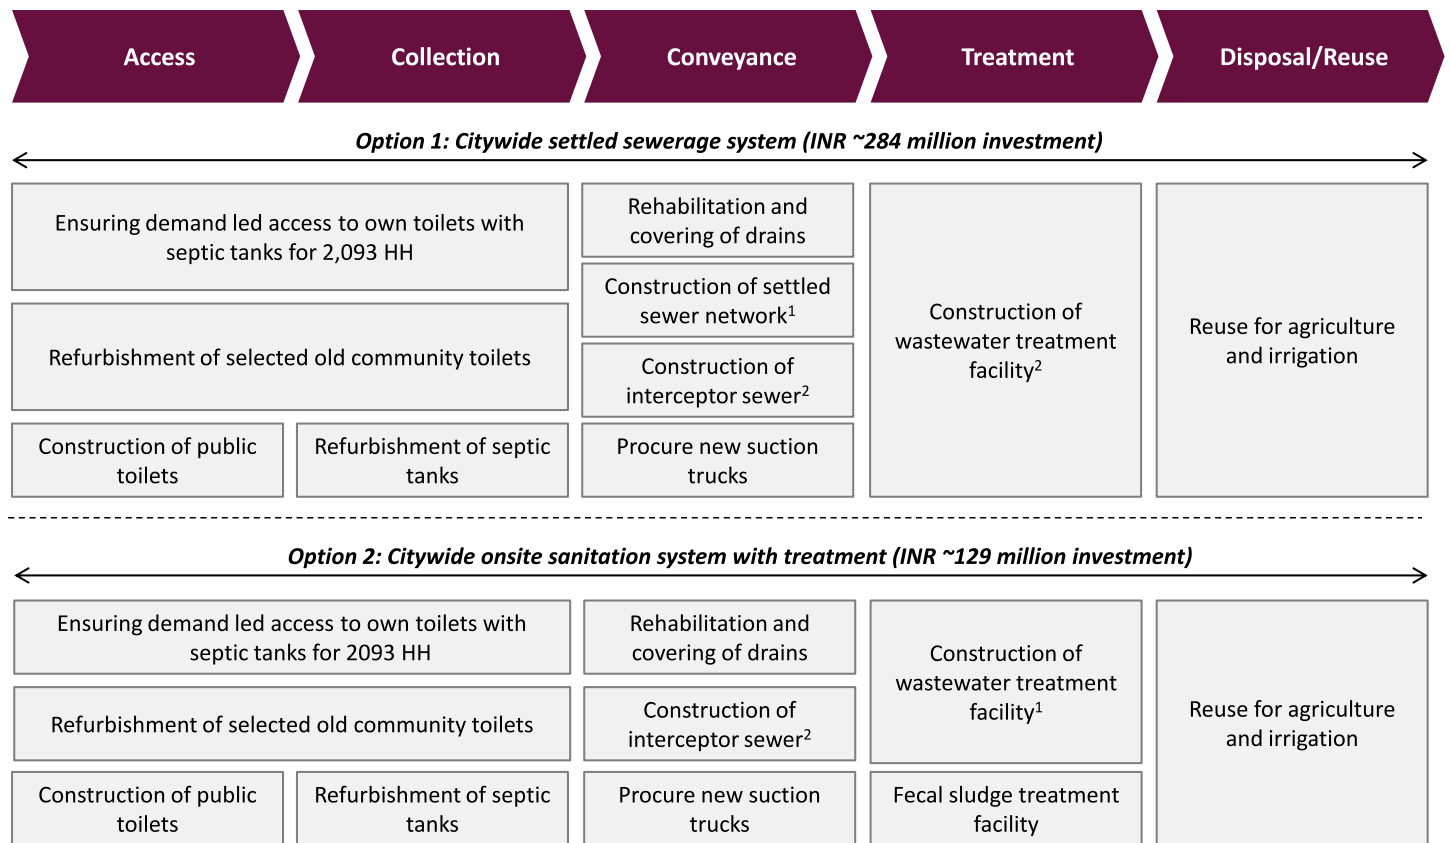 Access
Collection
Conveyance
Treatment
Disposal/Reuse
Option 1: Citywide settled sewerage system (INR ~284 million investment)
Ensuring demand led access to own toilets with
septic tanks for 2,093 HH
Refurbishment of selected old community toilets
Construction of public
toilets
Refurbishment of septic
tanks
Rehabilitation and
covering of drains
Construction of settled
sewer network1
Construction of
interceptor sewer2
Procure new suction
trucks
Construction of
wastewater treatment
facility2
Reuse for agriculture
and irrigation
Option 2: Citywide onsite sanitation system with treatment (INR ~129 million investment)
Ensuring demand led access to own toilets with
septic tanks for 2093 HH
Refurbishment of selected old community toilets
Construction of public
toilets
Refurbishment of septic
tanks
Rehabilitation and
covering of drains
Construction of
interceptor sewer2
Procure new suction
trucks
Construction of
wastewater treatment
facility1
Fecal sludge treatment
facility
Reuse for agriculture
and irrigation